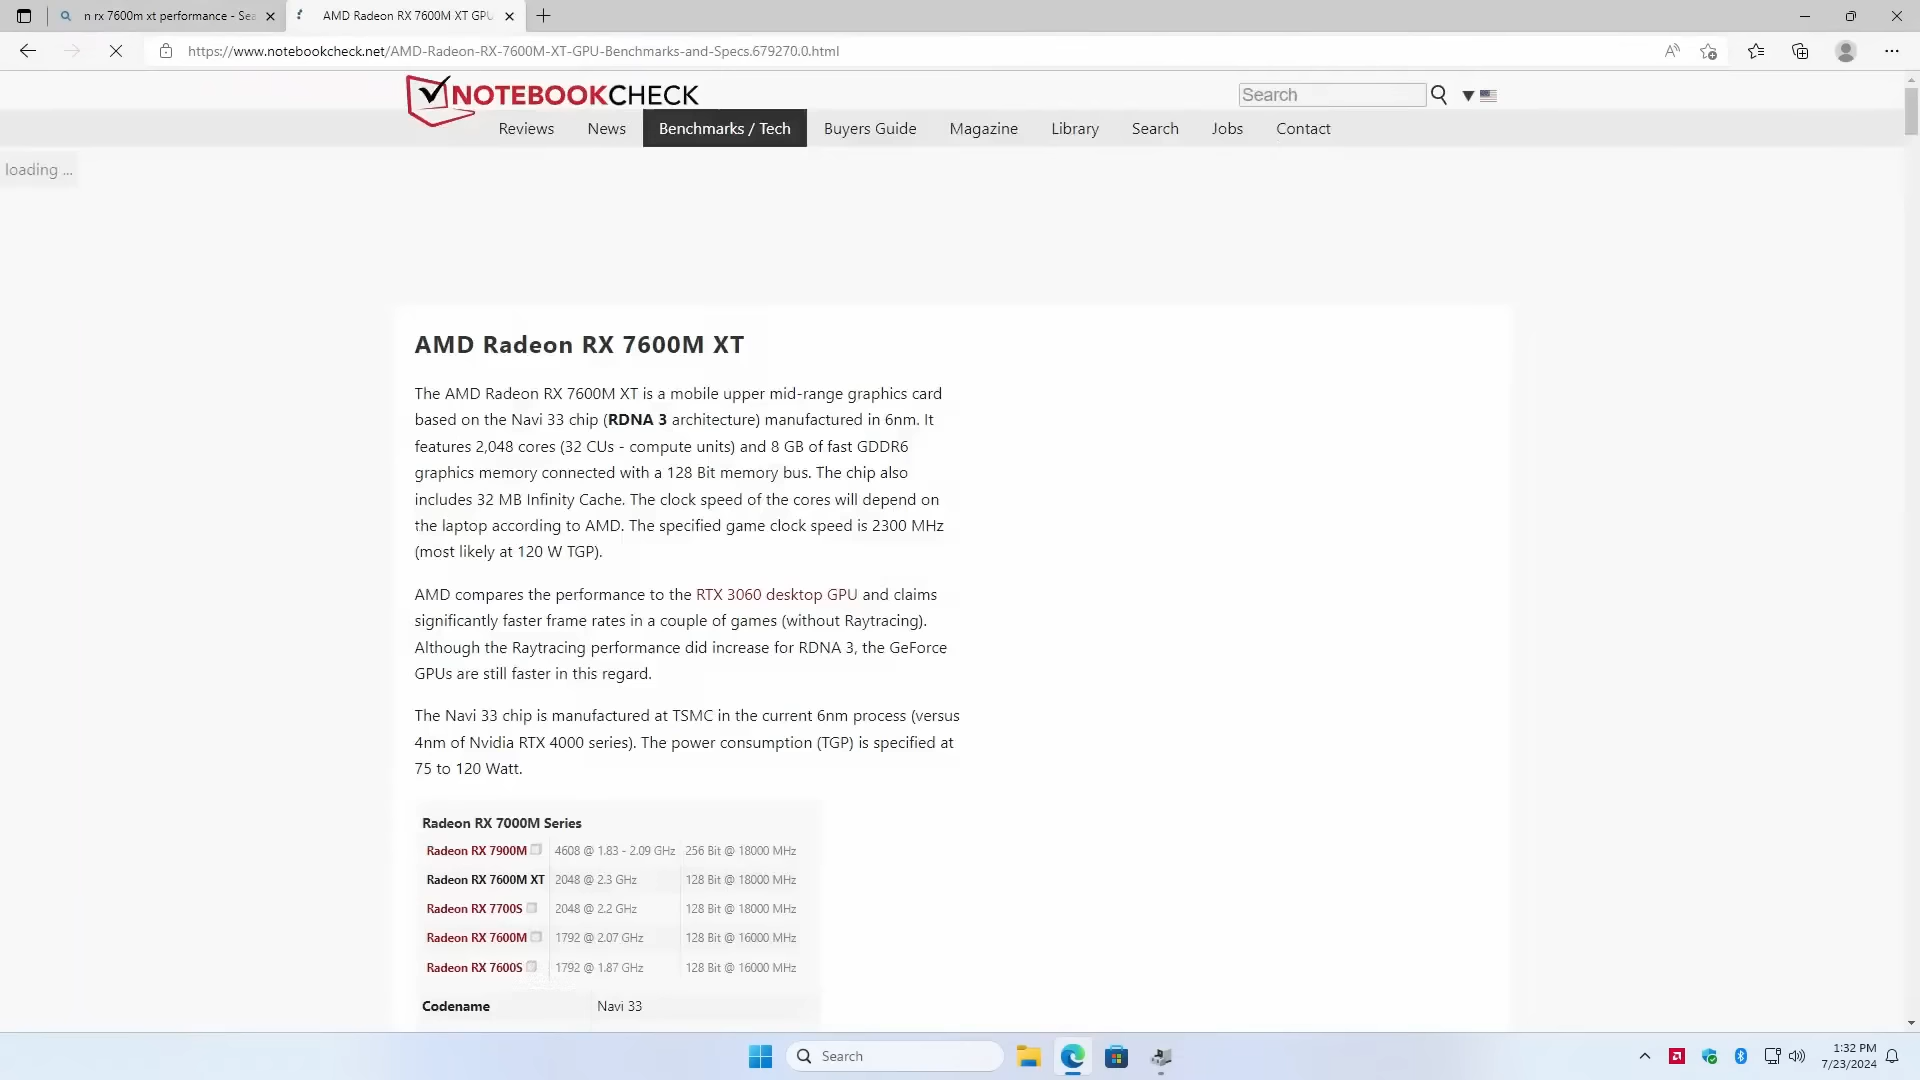 n rx 7600m xt performance - Sea
AMD Radeon RX 7600M XT GPU
https://www.notebookcheck.net/AMD-Radeon-RX-7600M-XT-GPU-Benchmarks-and-Specs.679270.0.html
NOTEBOOKCHECK
Search
Reviews News Benchmarks / Tech Buyers Guide Magazine Library Search Jobs Contact
loading ...
AMD Radeon RX 7600M XT
The AMD Radeon RX 7600M XT is a mobile upper mid-range graphics card
based on the Navi 33 chip (RDNA 3 architecture) manufactured in 6nm. It
features 2,048 cores (32 CUs - compute units) and 8 GB of fast GDDR6
graphics memory connected with a 128 Bit memory bus. The chip also
includes 32 MB Infinity Cache. The clock speed of the cores will depend on
the laptop according to AMD. The specified game clock speed is 2300 MHz
(most likely at 120 W TGP).
AMD compares the performance to the RTX 3060 desktop GPU and claims
significantly faster frame rates in a couple of games (without Raytracing).
Although the Raytracing performance did increase for RDNA 3, the GeForce
GPUs are still faster in this regard.
The Navi 33 chip is manufactured at TSMC in the current 6nm process (versus
4nm of Nvidia RTX 4000 series). The power consumption (TGP) is specified at
75 to 120 Watt.
Radeon RX 7000M Series
Radeon RX 7900M 4608 @ 1.83 - 2.09 GHz 256 Bit @ 18000 MHz
Radeon RX 7600M XT 2048 @ 2.3 GHz 128 Bit @ 18000 MHz
Radeon RX 7700S 2048 @ 2.2 GHz 128 Bit @ 18000 MHz
Radeon RX 7600M 1792 @ 2.07 GHz 128 Bit @ 16000 MHz
Radeon RX 7600S 1792 @ 1.87 GHz 128 Bit @ 16000 MHz
Codename Navi 33
Search
1:32 PM
7/23/2024